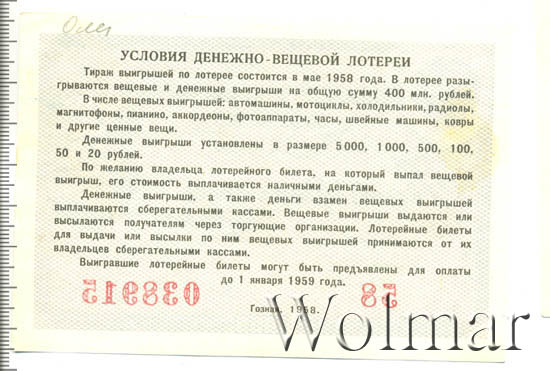 Олег
УСЛОВИЯ ДЕНЕЖНО-ВЕЩЕВОЙ ЛОТЕРЕИ
Тираж выигрышей по лотерее состоится в мае 1958 года. В лотерее разы-
грываются вещевые и денежные выигрыши на общую сумму 400 млн. рублей.
В числе вещевых выигрышей: автомашины, мотоциклы, холодильники, радиолы,
магнитофоны, пианино, аккордеоны, фотоаппараты, часы, швейные машины, ковры
и другие ценные вещи.
Денежные выигрыши установлены в размере 5 000, 1 000, 500, 100,
50 и 20 рублей.
По желанию владельца лотерейного билета, на который выпал вещевой
выигрыш, его стоимость выплачивается наличными деньгами.
Денежные выигрыши, а также деньги взамен вещевых выигрышей
выплачиваются сберегательными кассами. Вещевые выигрыши выдаются или
высылаются получателям через торгующие организации. Лотерейные билеты
для выдачи или высылки по ним вещевых выигрышей принимаются от их
владельцев сберегательными кассами.
Выигравшие лотерейные билеты могут быть предъявлены для оплаты
до 1 января 1959 года.
038915 58
Гознак. 1958.
Wolmar